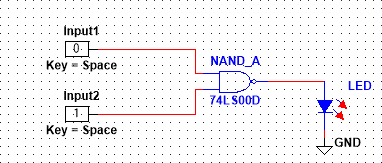 Input1
0
Key = Space
NAND_A
74LS00D
Input2
1
Key = Space
LED
GND